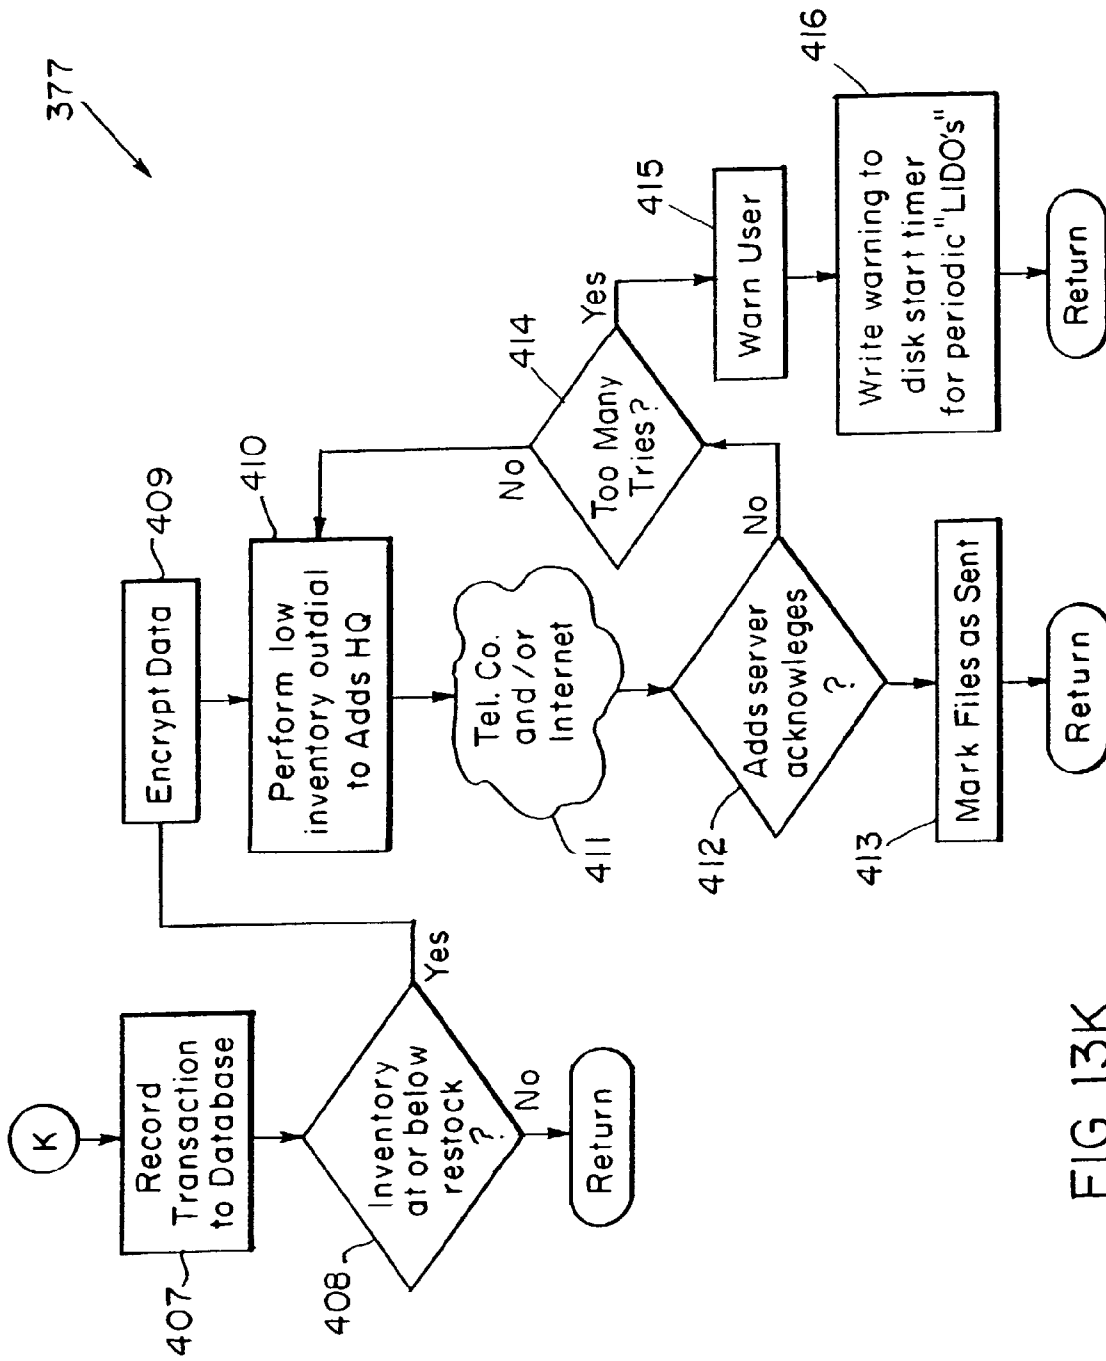 377
K
Record
Transaction
to Database
407
Inventory
at or below
restock
?
408
Yes
No
Return
Encrypt Data
409
Perform low
inventory outdial
to Adds HQ
410
Tel. Co.
and/or
Internet
411
Adds server
acknowleges
?
412
No
Mark Files as Sent
413
Return
Too Many
Tries?
414
No
Yes
Warn User
415
Write warning to
disk start timer
for periodic "LIDO's"
416
Return
FIG 13K